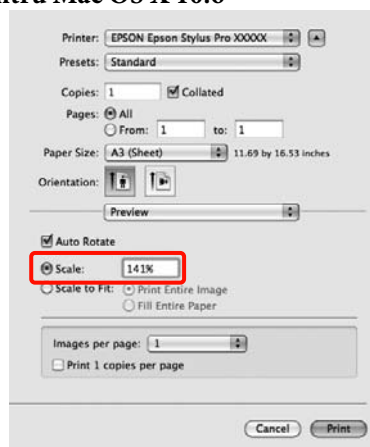 Printer: EPSON Epson Stylus Pro XXXXX
Presets: Standard
Copies: 1 Collated
Pages: All
From: 1 to: 1
Paper Size: A3 (Sheet) 11.69 by 16.53 inches
Orientation:
Preview
Auto Rotate
Scale: 141%
Scale to Fit: Print Entire Image
Fill Entire Paper
Images per page: 1
Print 1 copies per page
Cancel Print